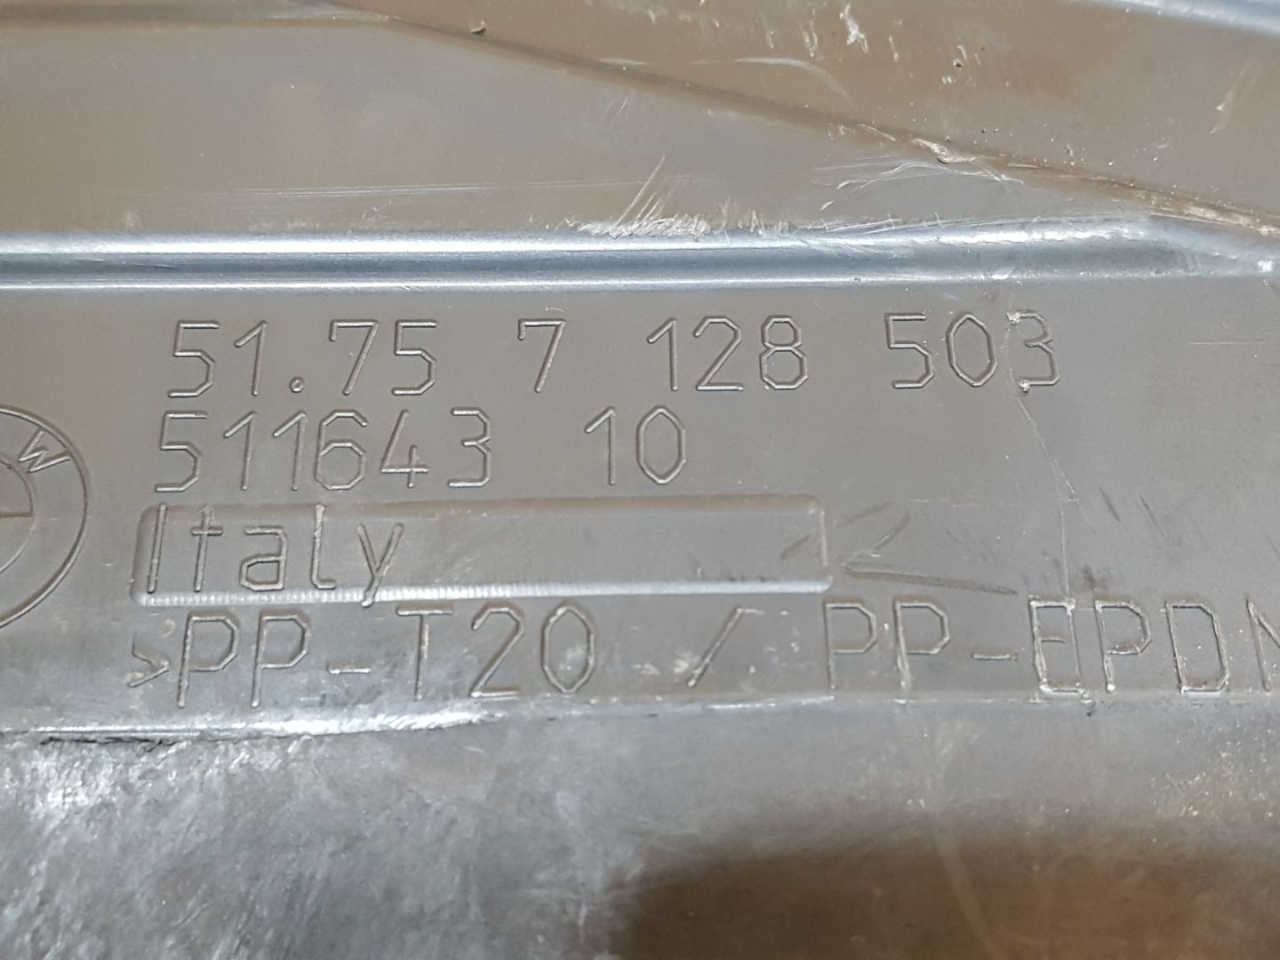 51.75 7 128 503
511643 10
W
Italy
>PP-T20 / PP-EPDM